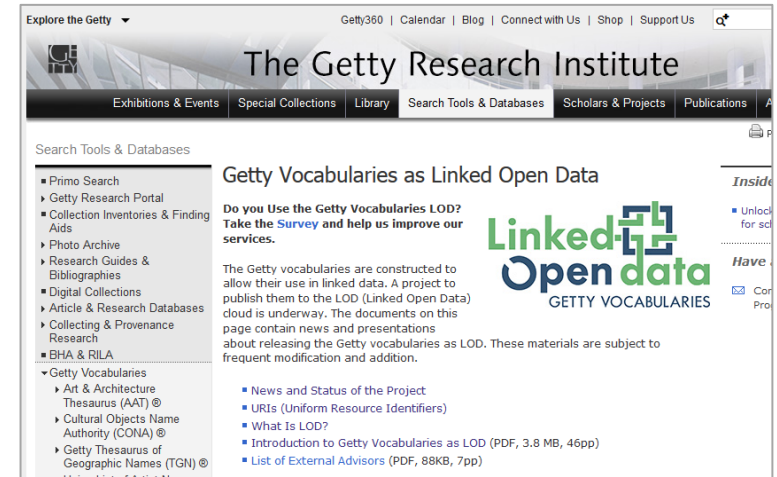 Explore the Getty
Getty360 | Calendar | Blog | Connect with Us | Shop | Support Us
GETTY
The Getty Research Institute
Exhibitions & Events
Special Collections
Library
Search Tools & Databases
Scholars & Projects
Publications
Search Tools & Databases
Primo Search
Getty Research Portal
Collection Inventories & Finding
Aids
Photo Archive
Research Guides &
Bibliographies
Digital Collections
Article & Research Databases
Collecting & Provenance
Research
BHA & RILA
Getty Vocabularies
Art & Architecture
Thesaurus (AAT) ®
Cultural Objects Name
Authority (CONA) ®
Getty Thesaurus of
Geographic Names (TGN) ®
Getty Vocabularies as Linked Open Data
Do you Use the Getty Vocabularies LOD?
Take the Survey and help us improve our
services.
The Getty vocabularies are constructed to
allow their use in linked data. A project to
publish them to the LOD (Linked Open Data)
cloud is underway. The documents on this
page contain news and presentations
about releasing the Getty vocabularies as LOD. These materials are subject to
frequent modification and addition.
Linked
Open data
GETTY VOCABULARIES
News and Status of the Project
URIs (Uniform Resource Identifiers)
What Is LOD?
Introduction to Getty Vocabularies as LOD (PDF, 3.8 MB, 46pp)
List of External Advisors (PDF, 88KB, 7pp)
Inside
Unlock
for
Have